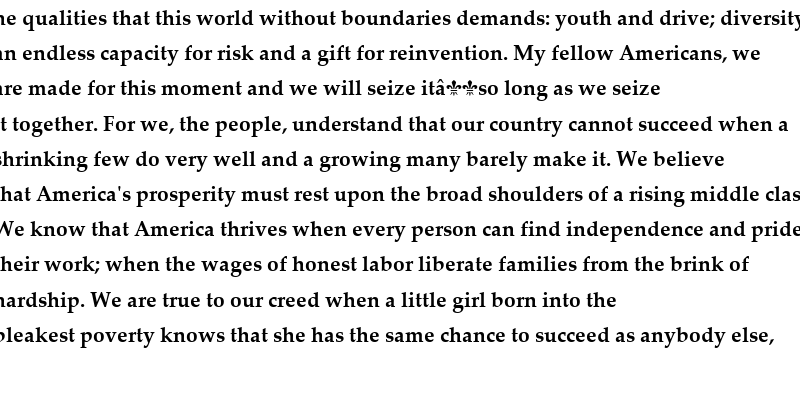 he qualities that this world without boundaries demands: youth and drive; diversity
an endless capacity for risk and a gift for reinvention. My fellow Americans, we
are made for this moment and we will seize itâ⚜⚜so long as we seize
it together. For we, the people, understand that our country cannot succeed when a
shrinking few do very well and a growing many barely make it. We believe
that America's prosperity must rest upon the broad shoulders of a rising middle clas
We know that America thrives when every person can find independence and pride
their work; when the wages of honest labor liberate families from the brink of
hardship. We are true to our creed when a little girl born into the
bleakest poverty knows that she has the same chance to succeed as anybody else,